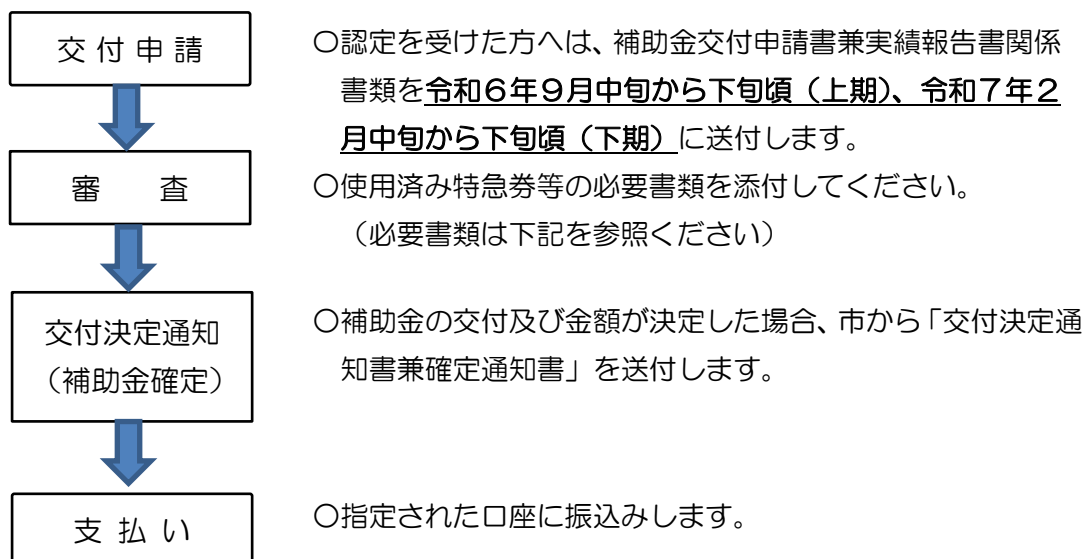 交付申請
〇認定を受けた方へは、補助金交付申請書兼実績報告書関係
書類を令和６年９月中旬から下旬頃（上期）、令和７年２
月中旬から下旬頃（下期）に送付します。
審　査
〇使用済み特急券等の必要書類を添付してください。
（必要書類は下記を参照ください）
交付決定通知
（補助金確定）
〇補助金の交付及び金額が決定した場合、市から「交付決定通
知書兼確定通知書」を送付します。
支払い
〇指定された口座に振込みします。